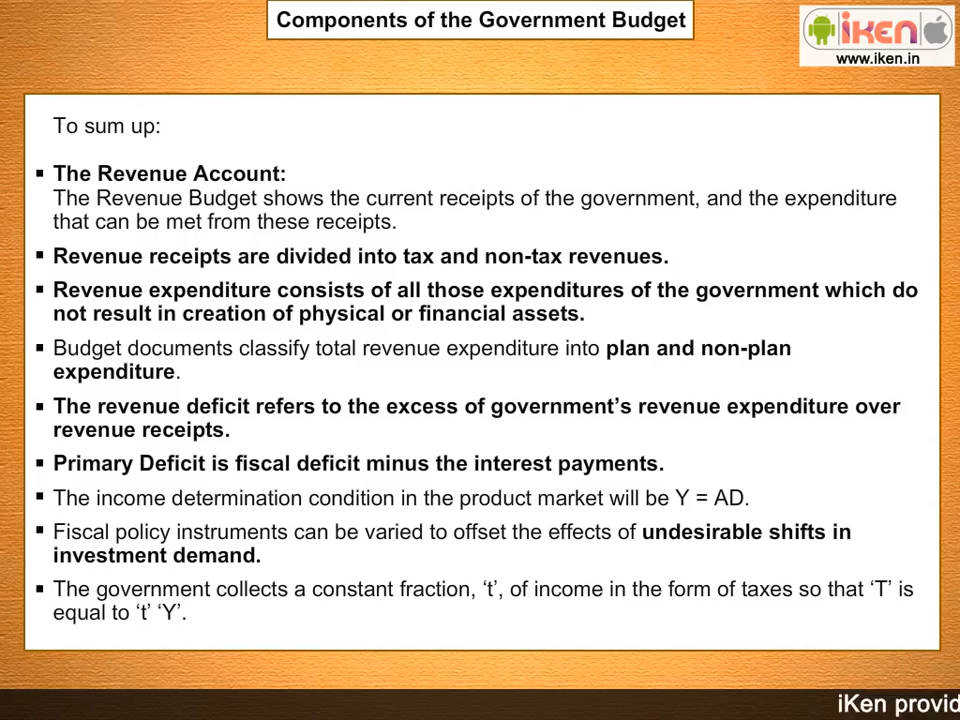 Components of the Government Budget
iKEN
www.iken.in
To sum up:
▪ The Revenue Account:
The Revenue Budget shows the current receipts of the government, and the expenditure
that can be met from these receipts.
▪ Revenue receipts are divided into tax and non-tax revenues.
▪ Revenue expenditure consists of all those expenditures of the government which do
not result in creation of physical or financial assets.
▪ Budget documents classify total revenue expenditure into plan and non-plan
expenditure.
▪ The revenue deficit refers to the excess of government’s revenue expenditure over
revenue receipts.
▪ Primary Deficit is fiscal deficit minus the interest payments.
▪ The income determination condition in the product market will be Y = AD.
▪ Fiscal policy instruments can be varied to offset the effects of undesirable shifts in
investment demand.
▪ The government collects a constant fraction, ‘t’, of income in the form of taxes so that ‘T’ is
equal to ‘t’ ‘Y’.
iKen provid